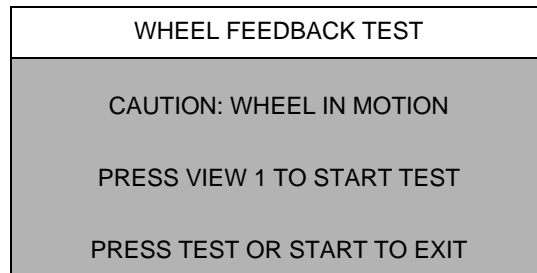 WHEEL FEEDBACK TEST
CAUTION: WHEEL IN MOTION
PRESS VIEW 1 TO START TEST
PRESS TEST OR START TO EXIT